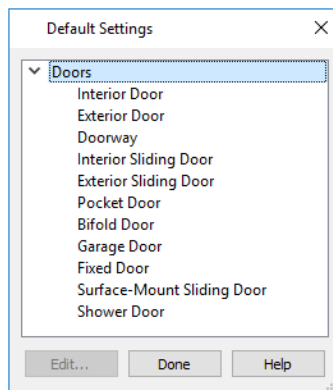 Default Settings
Doors
Interior Door
Exterior Door
Doorway
Interior Sliding Door
Exterior Sliding Door
Pocket Door
Bifold Door
Garage Door
Fixed Door
Surface-Mount Sliding Door
Shower Door
Edit... Done Help